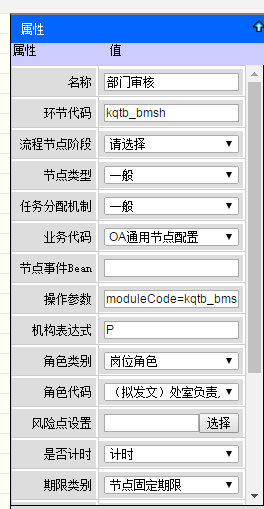 属性
属性 值
名称 部门审核
环节代码 kqtb_bmsh
流程节点阶段 请选择
节点类型 一般
任务分配机制 一般
业务代码 OA通用节点配置
节点事件Bean
操作参数 moduleCode=kqtb_bms
机构表达式 P
角色类别 岗位角色
角色代码 （拟发文）处室负责
风险点设置 选择
是否计时 计时
期限类别 节点固定期限